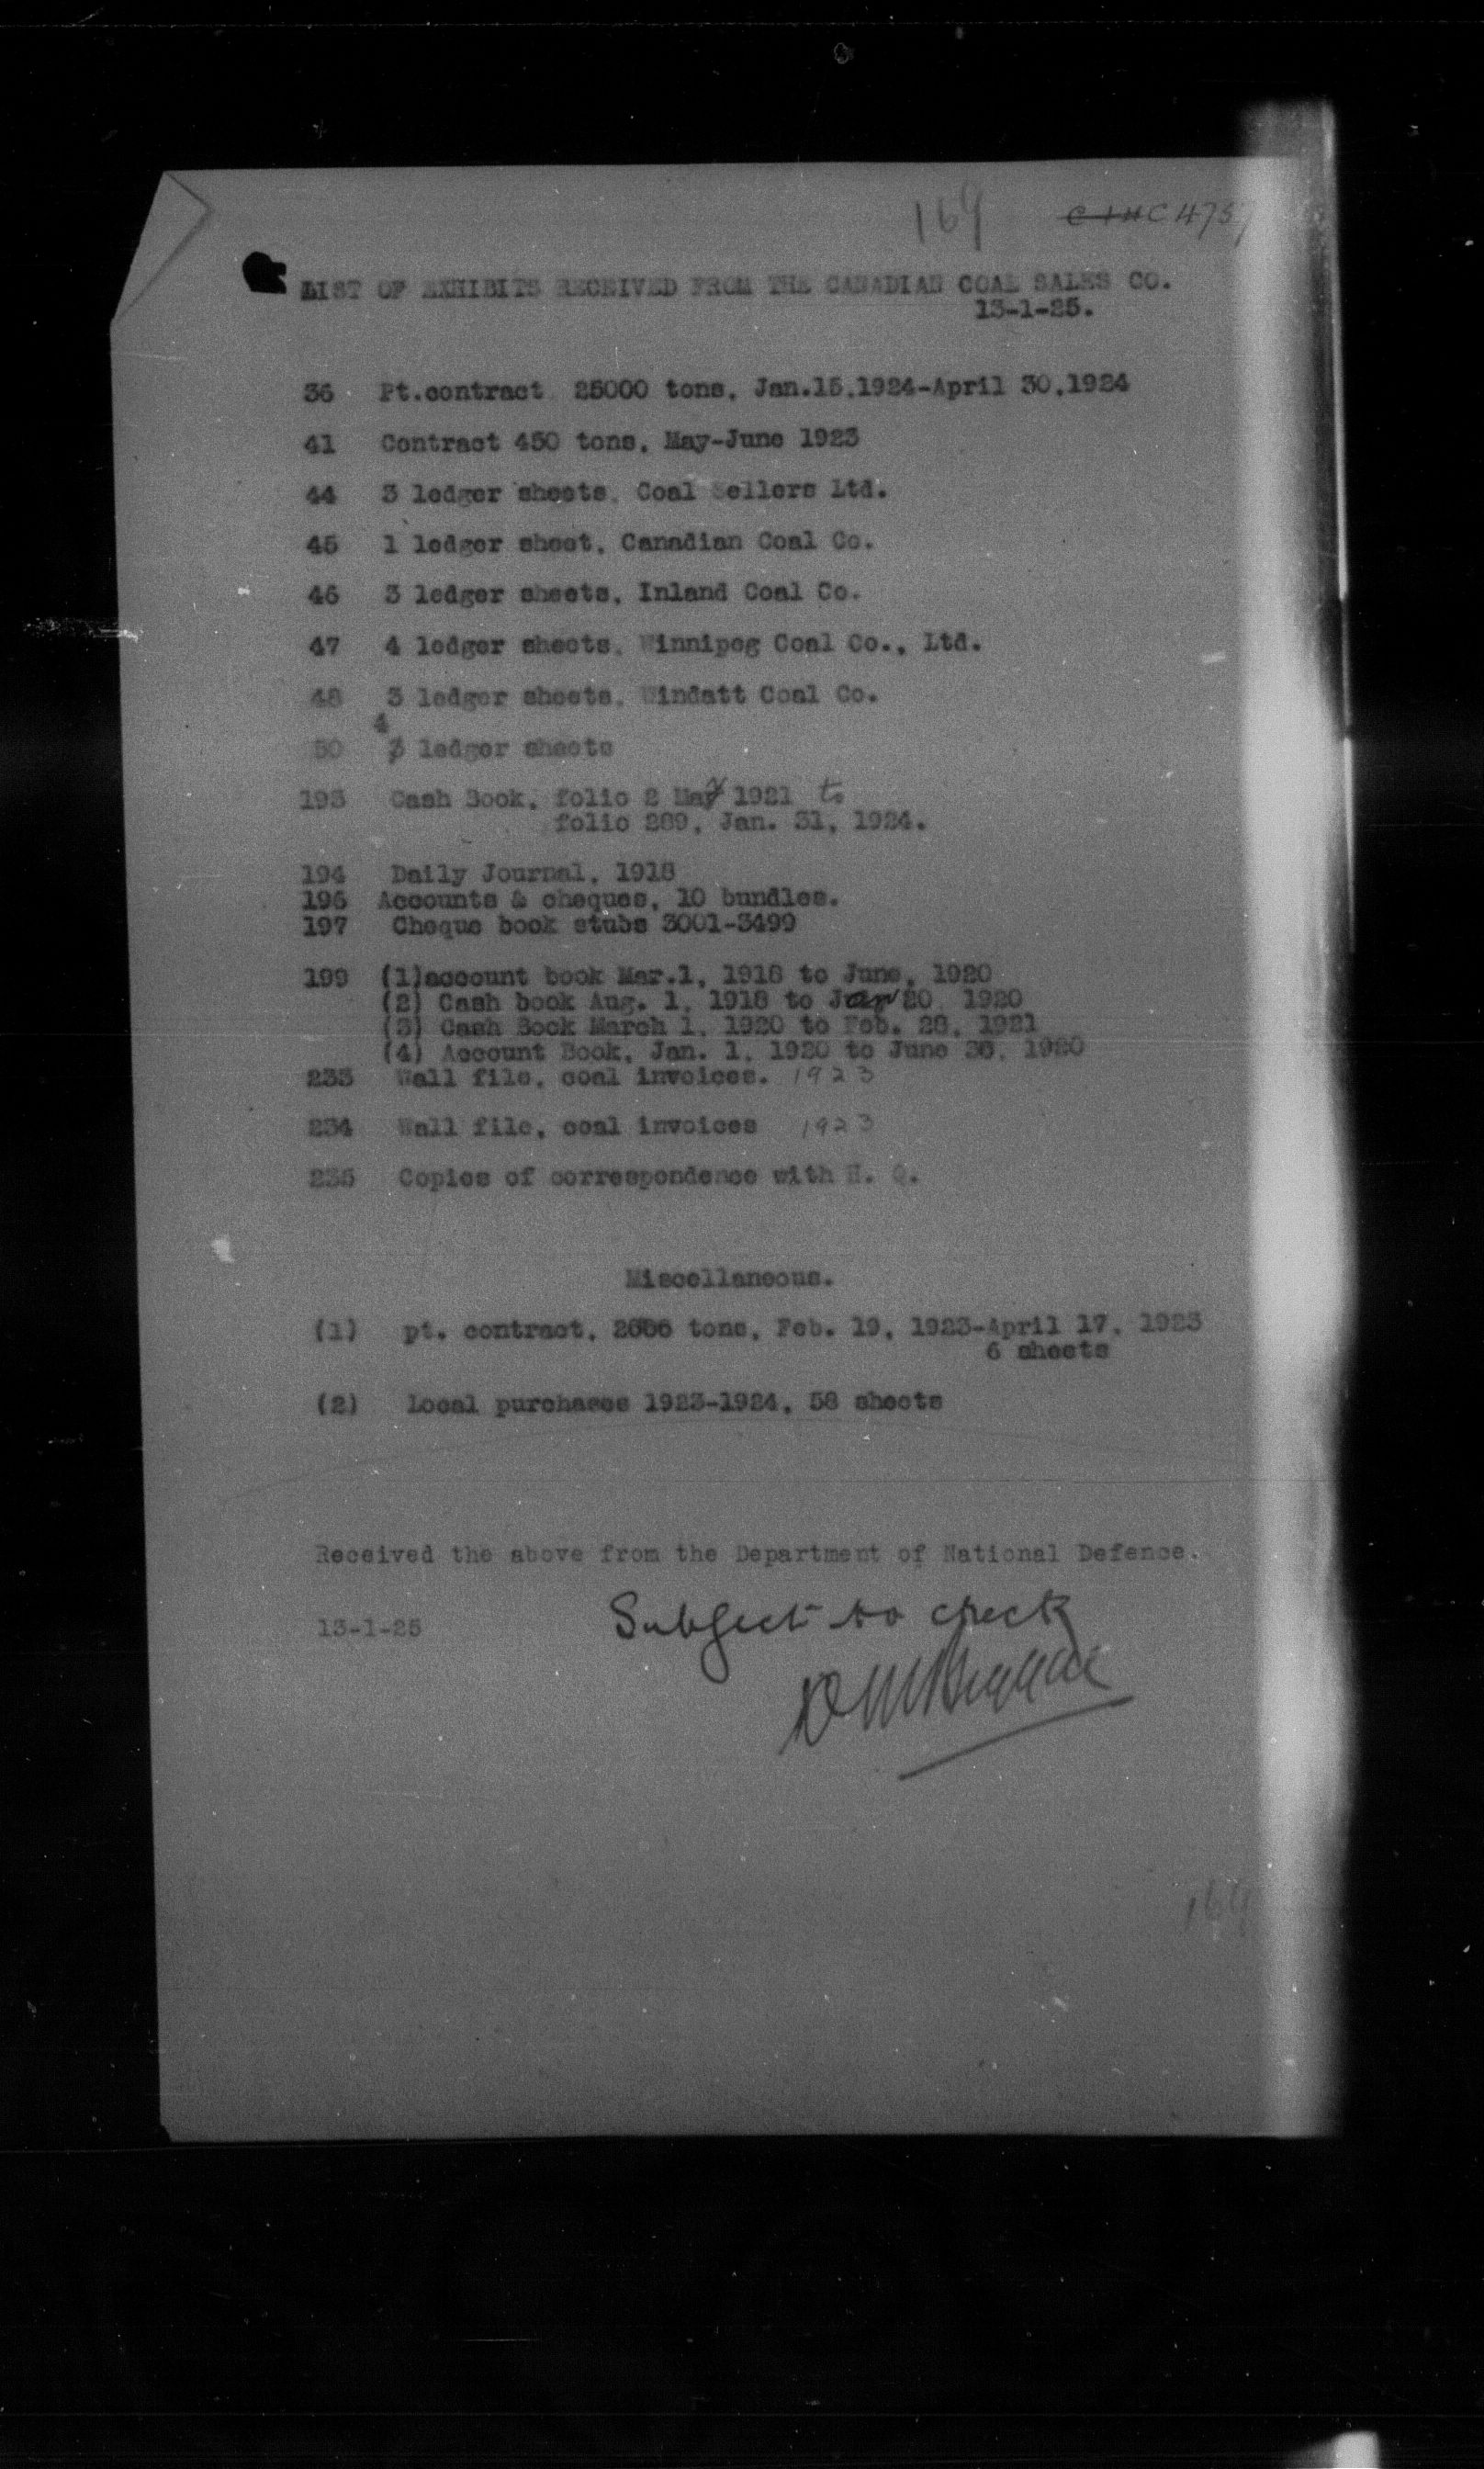 169
C 4757
LIST OF EXHIBITS RECEIVED FROM THE CANADIAN COAL SALES CO.
13-1-25.
36 Pt.contract 25000 tons, Jan.15,1924-April 30,1924
41 Contract 450 tons, May-June 1923
44 3 ledger sheets, Coal Sellers Ltd.
45 1 ledger sheet, Canadian Coal Co.
46 3 ledger sheets, Inland Coal Co.
47 4 ledger sheets, Winnipeg Coal Co., Ltd.
48 3 ledger sheets, Windatt Coal Co.
50 4 ledger sheets
193 Cash Book, folio 2 May 1921 to
folio 289, Jan. 31, 1924.
194 Daily Journal, 1918
196 Accounts & cheques, 10 bundles.
197 Cheque book stubs 3001-3499
199 (1)account book Mar.1, 1918 to June, 1920
(2) Cash book Aug. 1, 1918 to Jan 20, 1920
(3) Cash Book March 1, 1920 to Feb. 28, 1921
(4) Account Book, Jan. 1, 1920 to June 30, 1920
233 Wall file, coal invoices. 1923
234 Wall file, coal invoices 1923
235 Copies of correspondence with H. Q.
Miscellaneous.
(1) pt. contract, tons, Feb. 19, 1923-April 17, 1923
6 sheets
(2) Local purchases 1923-1924, 58 sheets
Received the above from the Department of National Defence.
13-1-25 Subject to check
169